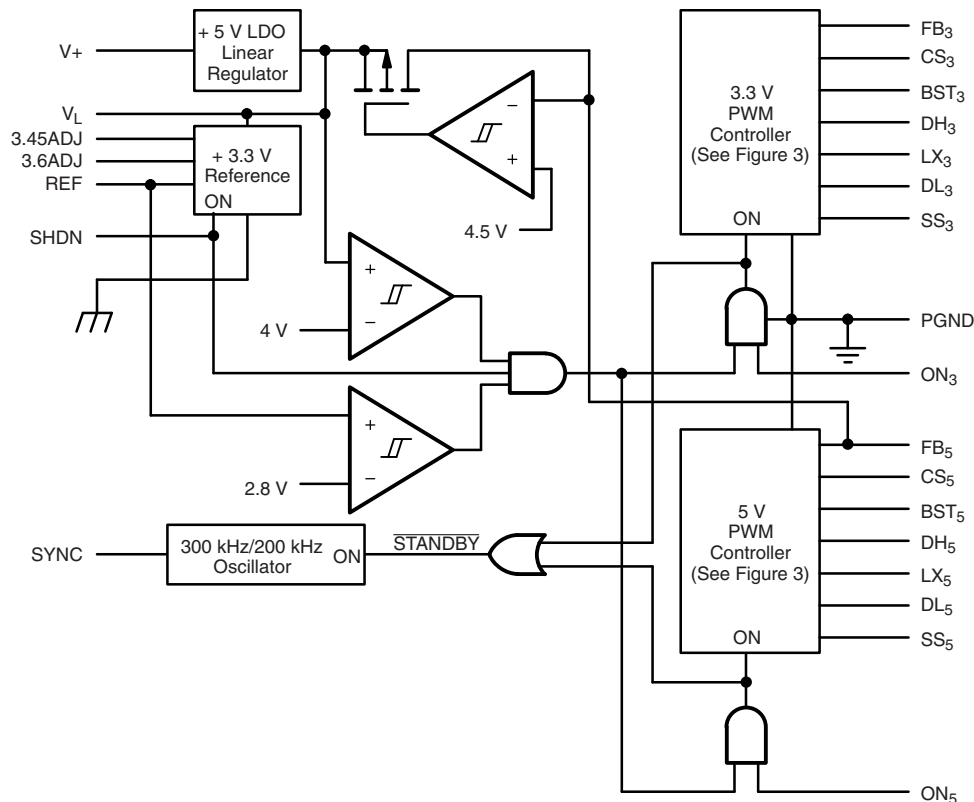 V+
+ 5 V LDO
Linear
Regulator
VL
3.45ADJ
3.6ADJ
REF
+ 3.3 V
Reference
ON
SHDN
−
+
4.5 V
+
−
4 V
+
−
2.8 V
SYNC
300 kHz/200 kHz
Oscillator
ON
STANDBY
3.3 V
PWM
Controller
(See Figure 3)
ON
FB3
CS3
BST3
DH3
LX3
DL3
SS3
PGND
ON3
5 V
PWM
Controller
(See Figure 3)
ON
FB5
CS5
BST5
DH5
LX5
DL5
SS5
ON5